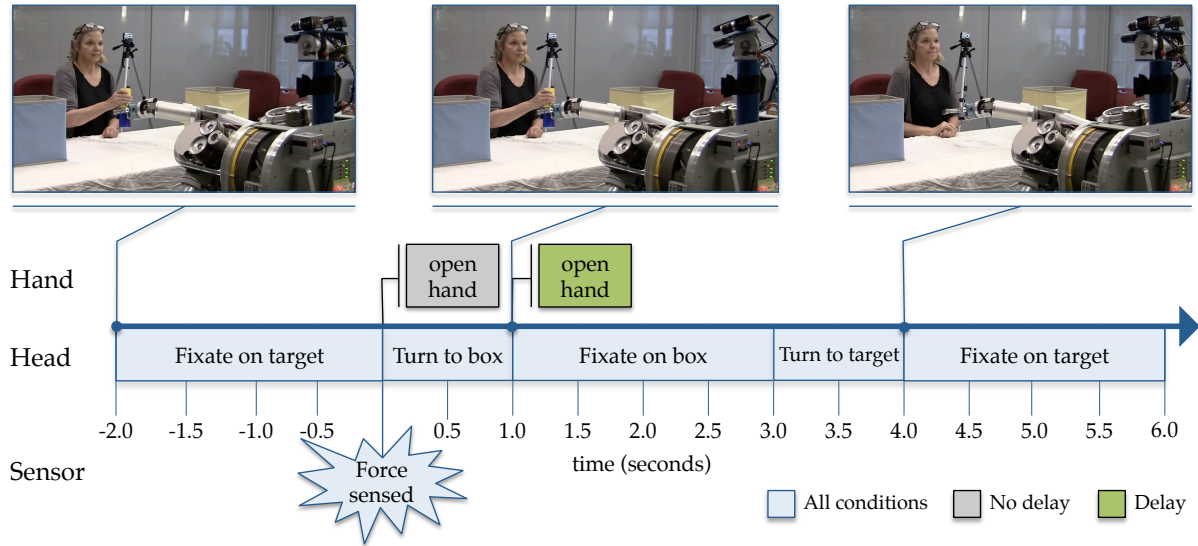 Hand
open
hand
open
hand
Head
Fixate on target
Turn to box
Fixate on box
Turn to target
Fixate on target
-2.0
-1.5
-1.0
-0.5
0.5
1.0
1.5
2.0
2.5
3.0
3.5
4.0
4.5
5.0
5.5
6.0
time (seconds)
Sensor
Force
sensed
All conditions
No delay
Delay